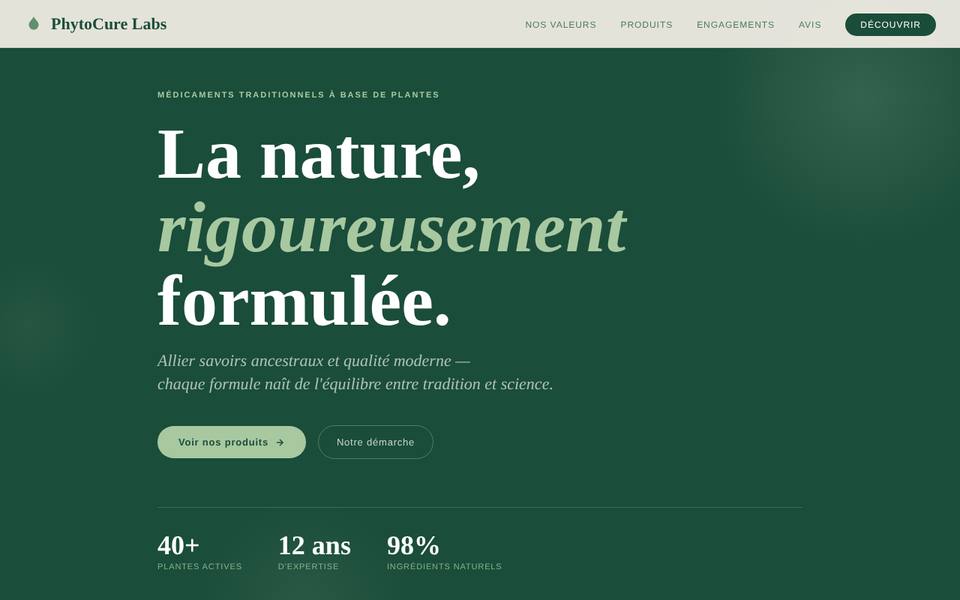 PhytoCure Labs
NOS VALEURS
PRODUITS
ENGAGEMENTS
AVIS
DÉCOUVRIR
MÉDICAMENTS TRADITIONNELS À BASE DE PLANTES
La nature,
rigoureusement
formulée.
Allier savoirs ancestraux et qualité moderne —
chaque formule naît de l'équilibre entre tradition et science.
Voir nos produits →
Notre démarche
40+
PLANTES ACTIVES
12 ans
D'EXPERTISE
98%
INGRÉDIENTS NATURELS